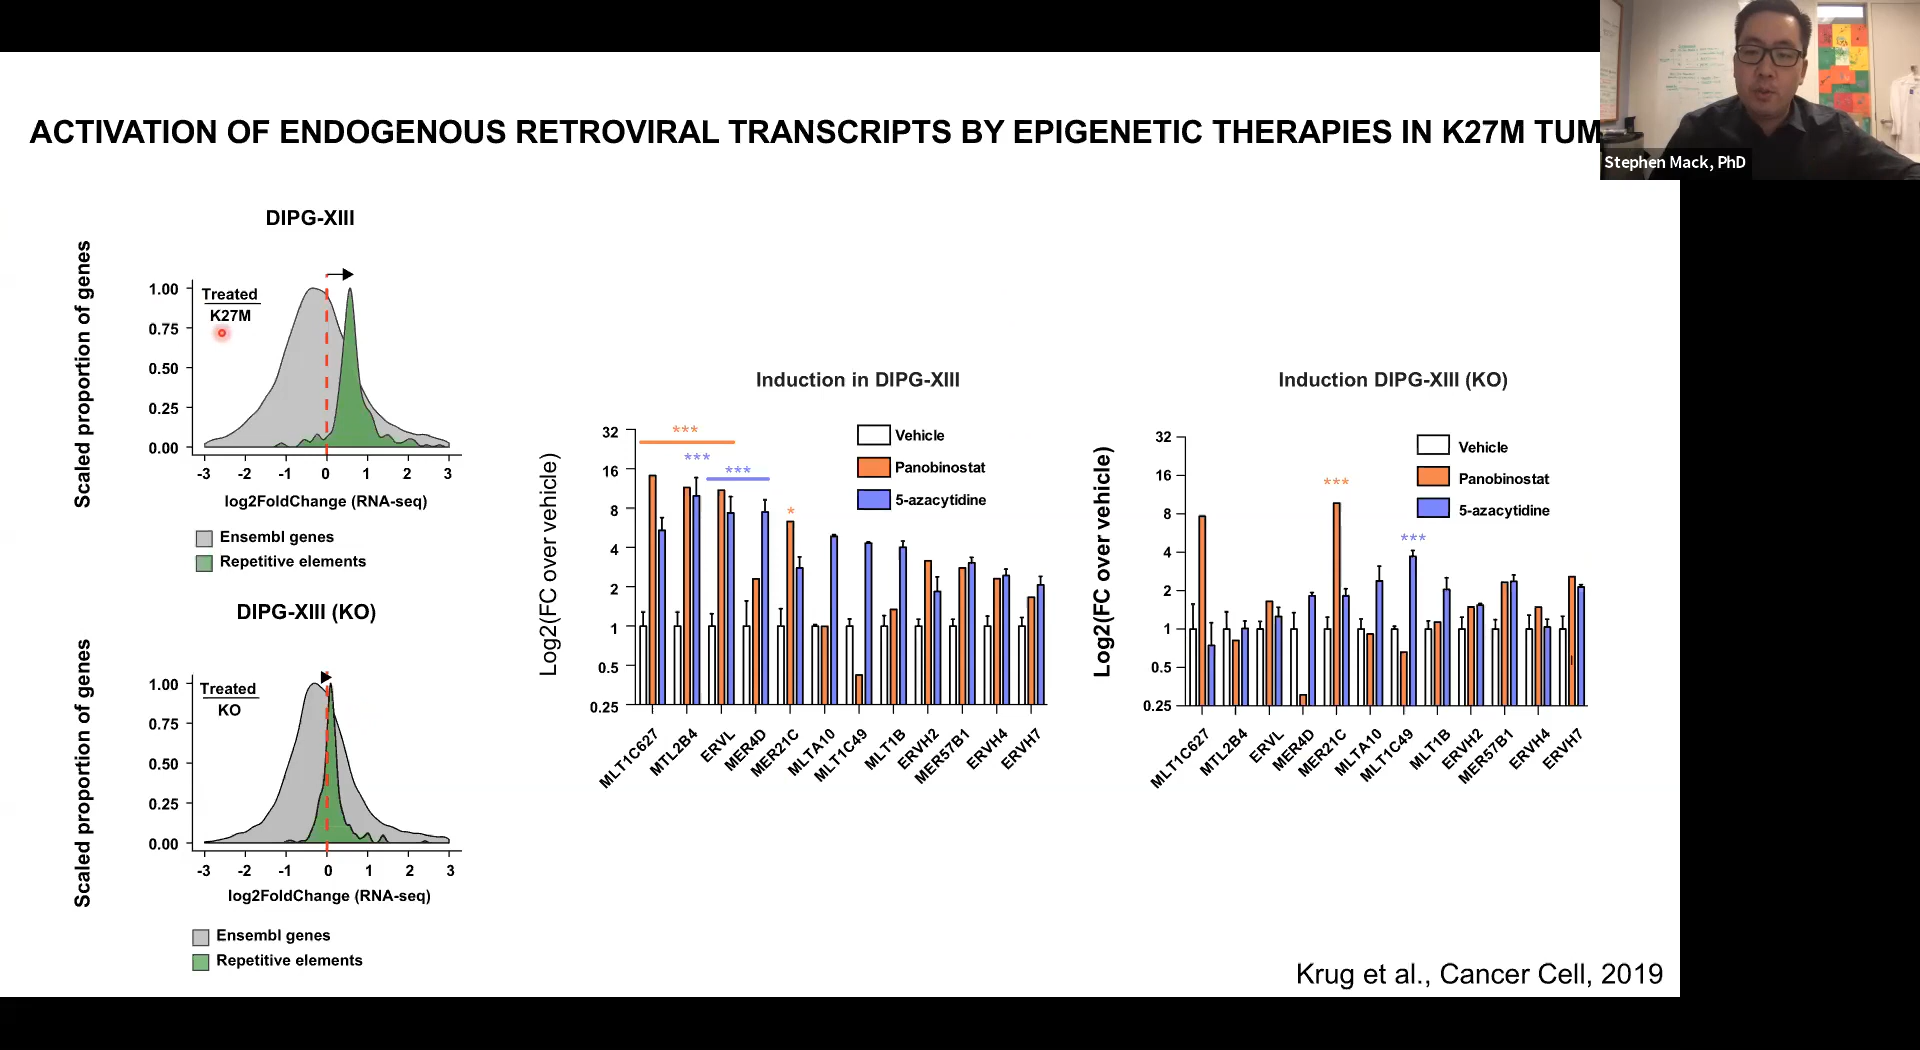 ACTIVATION OF ENDOGENOUS RETROVIRAL TRANSCRIPTS BY EPIGENETIC THERAPIES IN K27M TUM
Stephen Mack, PhD
DIPG-XIII
Scaled proportion of genes
1.00
0.75
0.50
0.25
0.00
Treated
K27M
-3 -2 -1 0 1 2 3
log2FoldChange (RNA-seq)
Ensembl genes
Repetitive elements
DIPG-XIII (KO)
Scaled proportion of genes
1.00
0.75
0.50
0.25
0.00
Treated
KO
-3 -2 -1 0 1 2 3
log2FoldChange (RNA-seq)
Ensembl genes
Repetitive elements
Induction in DIPG-XIII
Log2(FC over vehicle)
32
16
8
4
2
1
0.5
0.25
***
***
***
*
Vehicle
Panobinostat
5-azacytidine
MLT1C627 MTL2B4 ERVL MER4D MER21C MLTA10 MLT1C49 MLT1B ERVH2 MER57B1 ERVH4 ERVH7
Induction DIPG-XIII (KO)
Log2(FC over vehicle)
32
16
8
4
2
1
0.5
0.25
***
***
Vehicle
Panobinostat
5-azacytidine
MLT1C627 MTL2B4 ERVL MER4D MER21C MLTA10 MLT1C49 MLT1B ERVH2 MER57B1 ERVH4 ERVH7
Krug et al., Cancer Cell, 2019